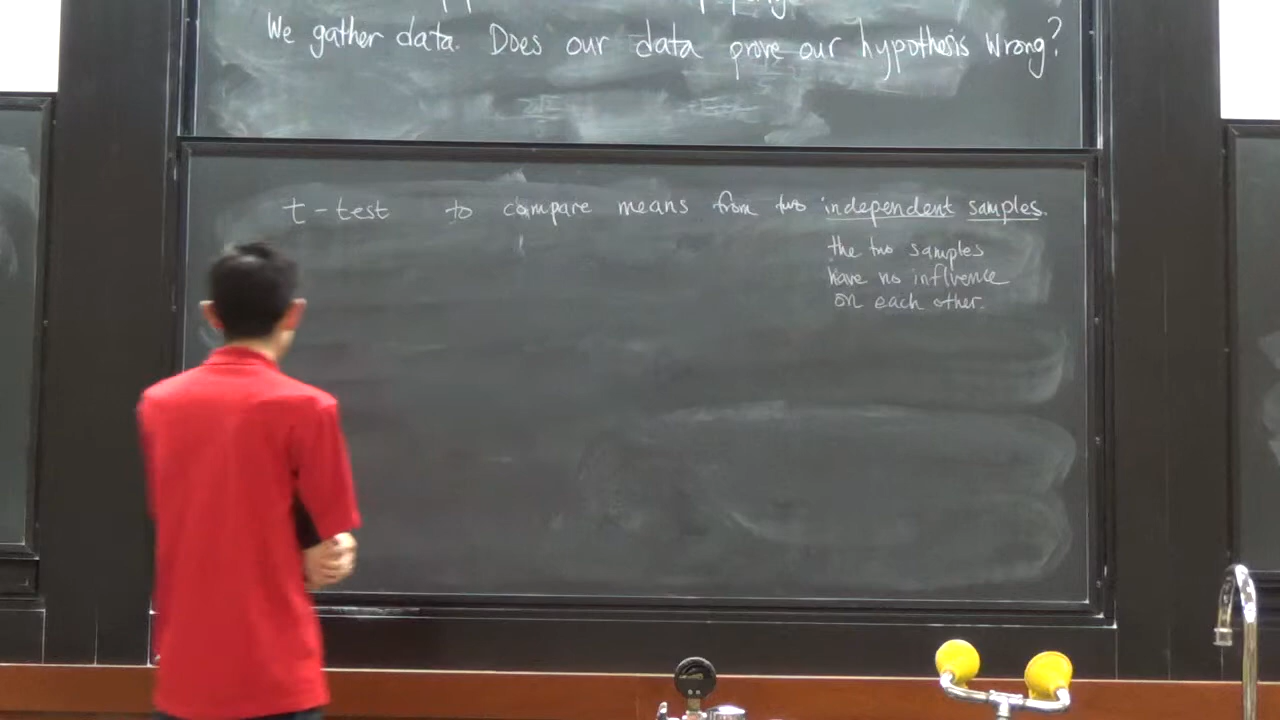 We gather data. Does our data prove our hypothesis wrong?
t-test to compare means from two independent samples.
the two samples
have no influence
on each other.